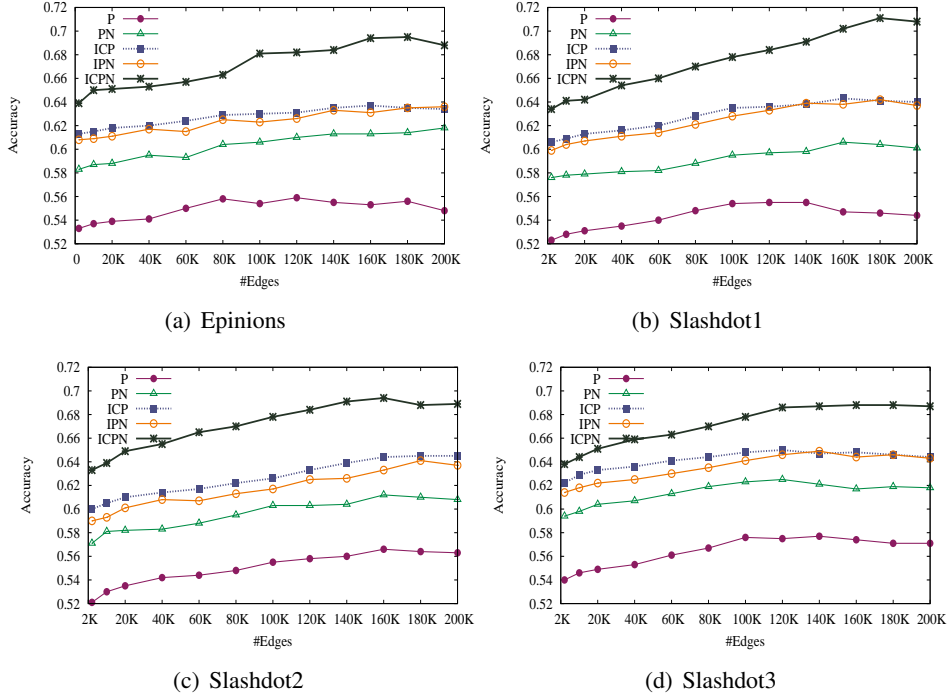 0.72
0.7
0.68
0.66
0.64
0.62
0.6
0.58
0.56
0.54
0.52
Accuracy
P
PN
ICP
IPN
ICPN
0 20K 40K 60K 80K 100K 120K 140K 160K 180K 200K
#Edges
(a) Epinions
0.72
0.7
0.68
0.66
0.64
0.62
0.6
0.58
0.56
0.54
0.52
Accuracy
P
PN
ICP
IPN
ICPN
2K 20K 40K 60K 80K 100K 120K 140K 160K 180K 200K
#Edges
(b) Slashdot1
0.72
0.7
0.68
0.66
0.64
0.62
0.6
0.58
0.56
0.54
0.52
Accuracy
P
PN
ICP
IPN
ICPN
2K 20K 40K 60K 80K 100K 120K 140K 160K 180K 200K
#Edges
(c) Slashdot2
0.72
0.7
0.68
0.66
0.64
0.62
0.6
0.58
0.56
0.54
0.52
Accuracy
P
PN
ICP
IPN
ICPN
2K 20K 40K 60K 80K 100K 120K 140K 160K 180K 200K
#Edges
(d) Slashdot3